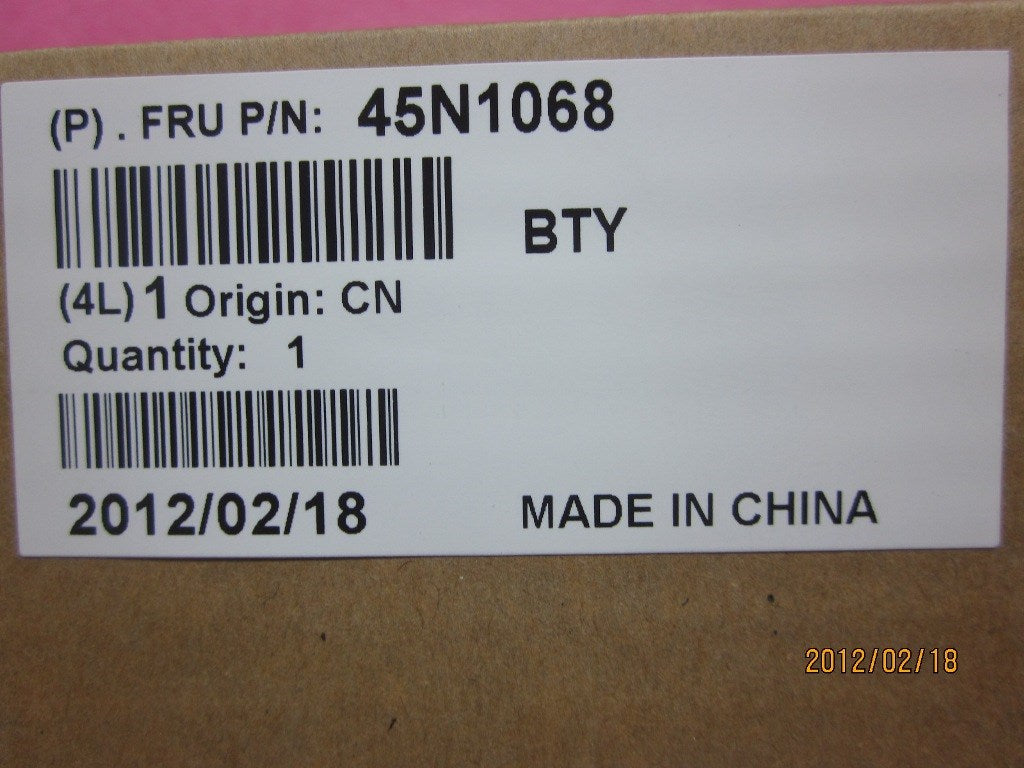 (P) . FRU P/N: 45N1068
BTY
(4L) 1 Origin: CN
Quantity: 1
2012/02/18
MADE IN CHINA
2012/02/18